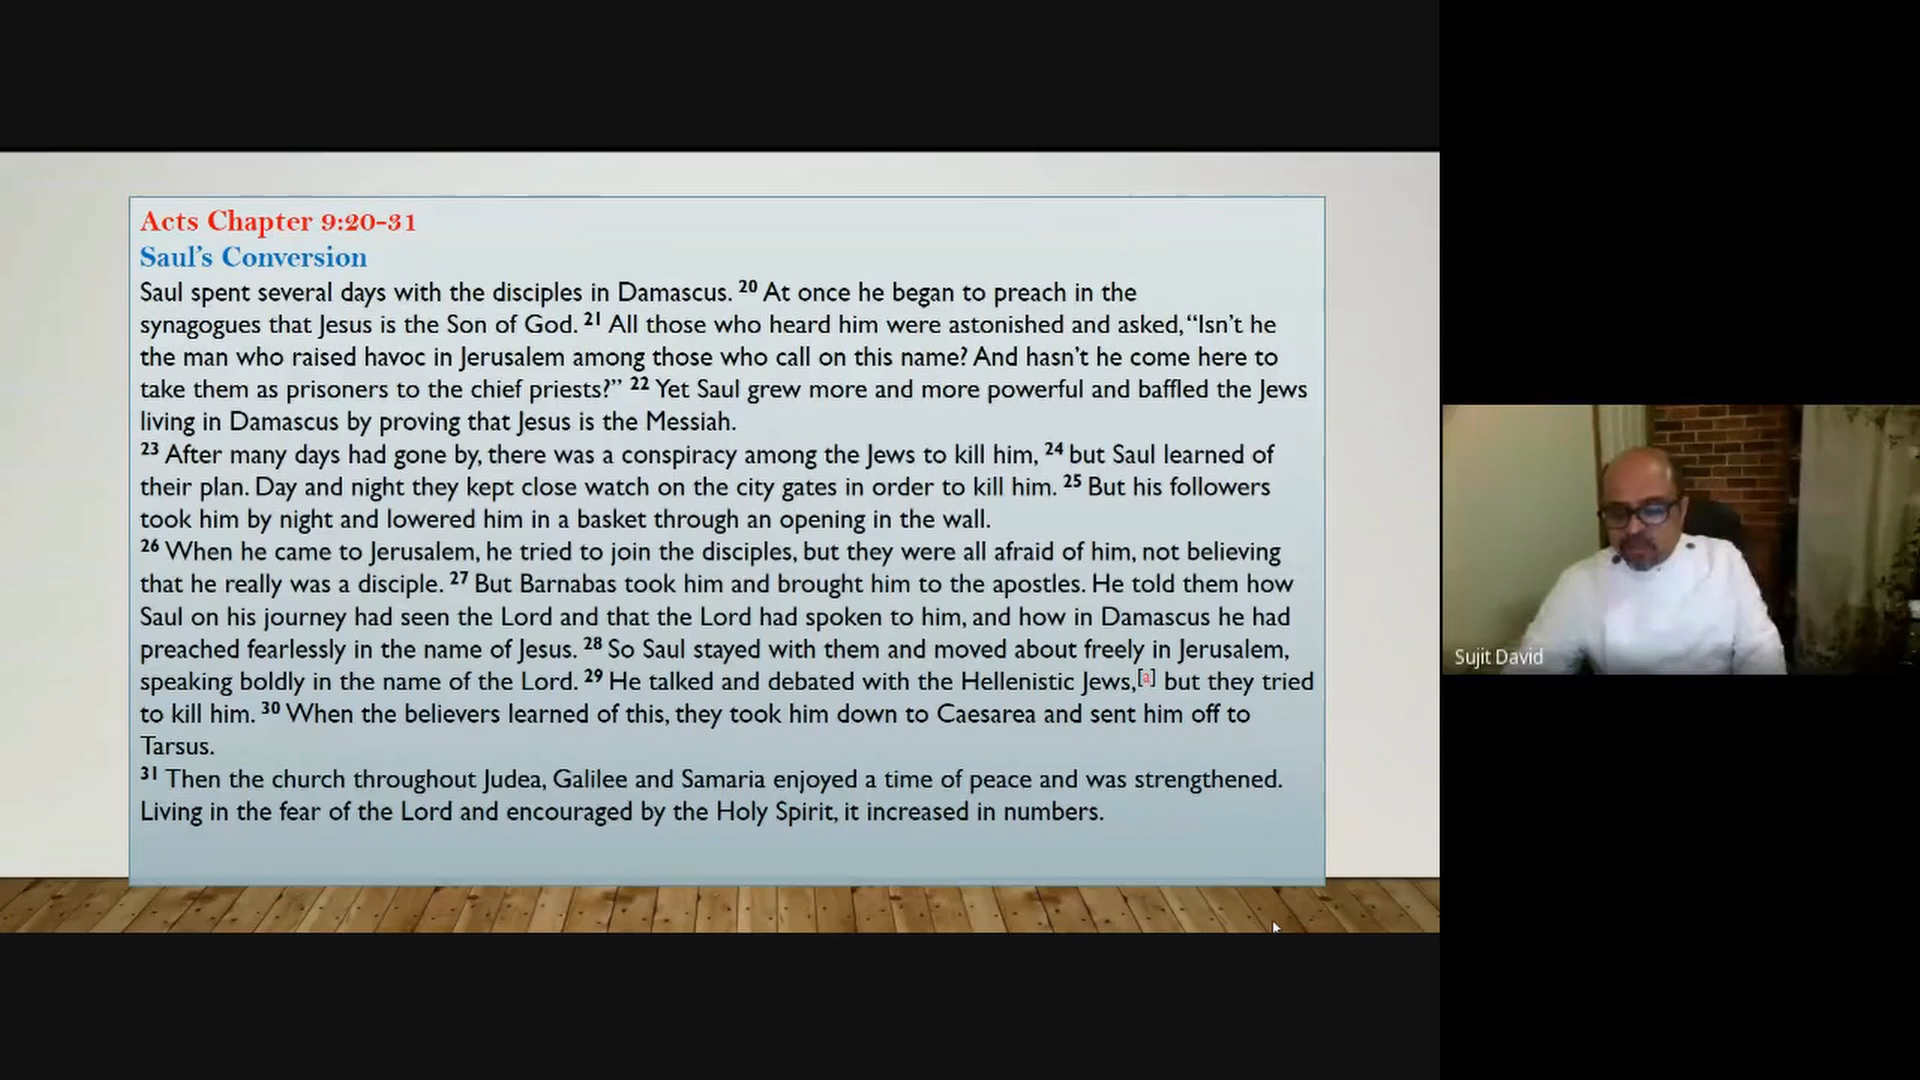 Acts Chapter 9:20-31
Saul's Conversion
Saul spent several days with the disciples in Damascus. 20 At once he began to preach in the
synagogues that Jesus is the Son of God. 21 All those who heard him were astonished and asked, “Isn't he
the man who raised havoc in Jerusalem among those who call on this name? And hasn't he come here to
take them as prisoners to the chief priests?” 22 Yet Saul grew more and more powerful and baffled the Jews
living in Damascus by proving that Jesus is the Messiah.
23 After many days had gone by, there was a conspiracy among the Jews to kill him, 24 but Saul learned of
their plan. Day and night they kept close watch on the city gates in order to kill him. 25 But his followers
took him by night and lowered him in a basket through an opening in the wall.
26 When he came to Jerusalem, he tried to join the disciples, but they were all afraid of him, not believing
that he really was a disciple. 27 But Barnabas took him and brought him to the apostles. He told them how
Saul on his journey had seen the Lord and that the Lord had spoken to him, and how in Damascus he had
preached fearlessly in the name of Jesus. 28 So Saul stayed with them and moved about freely in Jerusalem,
speaking boldly in the name of the Lord. 29 He talked and debated with the Hellenistic Jews,[a] but they tried
to kill him. 30 When the believers learned of this, they took him down to Caesarea and sent him off to
Tarsus.
31 Then the church throughout Judea, Galilee and Samaria enjoyed a time of peace and was strengthened.
Living in the fear of the Lord and encouraged by the Holy Spirit, it increased in numbers.
Sujit David